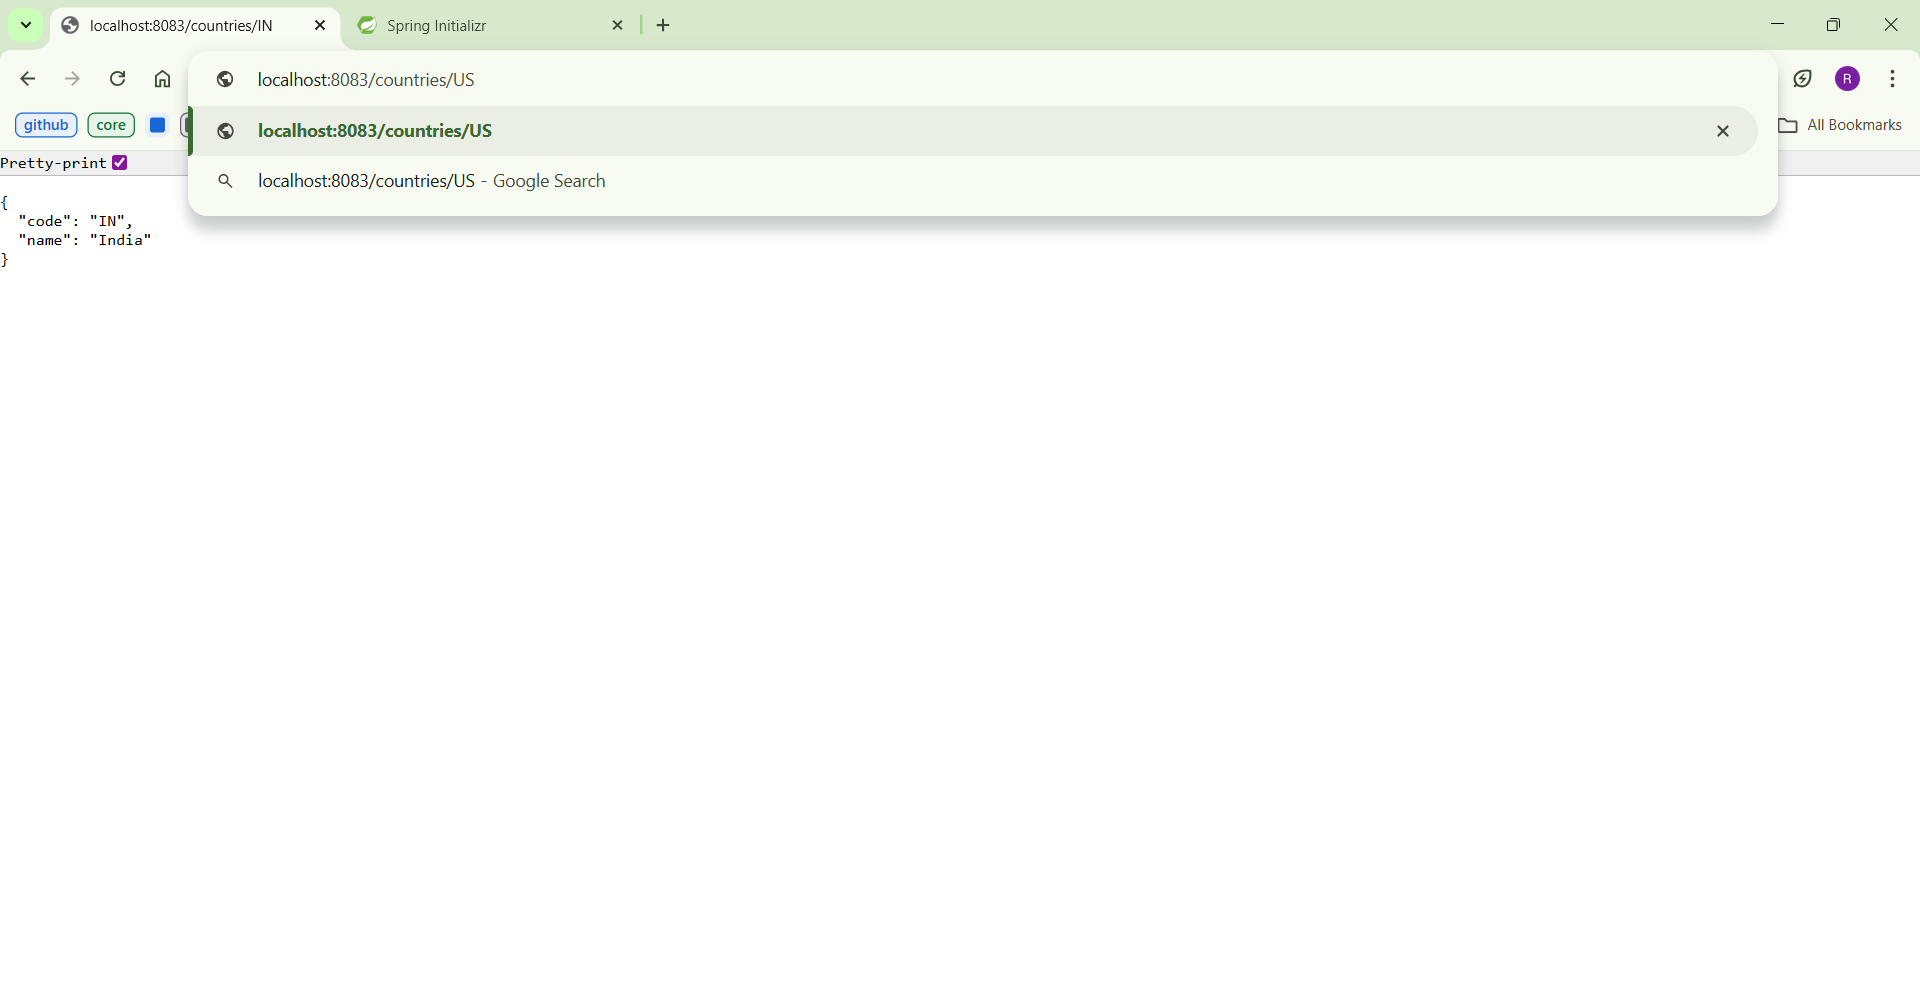 localhost:8083/countries/IN
Spring Initializr
localhost:8083/countries/US
R
localhost:8083/countries/US
github
core
All Bookmarks
Pretty-print
localhost:8083/countries/US - Google Search
{
"code": "IN",
"name": "India"
}